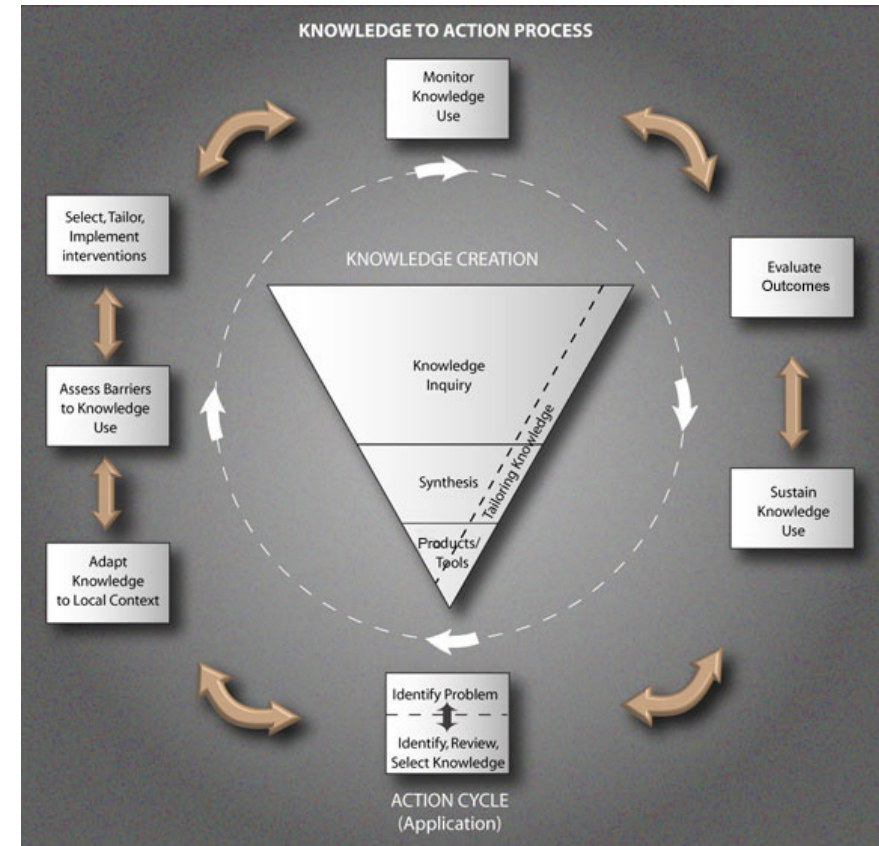 KNOWLEDGE TO ACTION PROCESS
Monitor
Knowledge
Use
Select, Tailor,
Implement
interventions
Evaluate
Outcomes
KNOWLEDGE CREATION
Knowledge
Inquiry
Assess Barriers
to Knowledge
Use
Tailoring Knowledge
Synthesis
Sustain
Knowledge
Use
Products/
Tools
Adapt
Knowledge
to Local Context
Identify Problem
Identify, Review,
Select Knowledge
ACTION CYCLE
(Application)